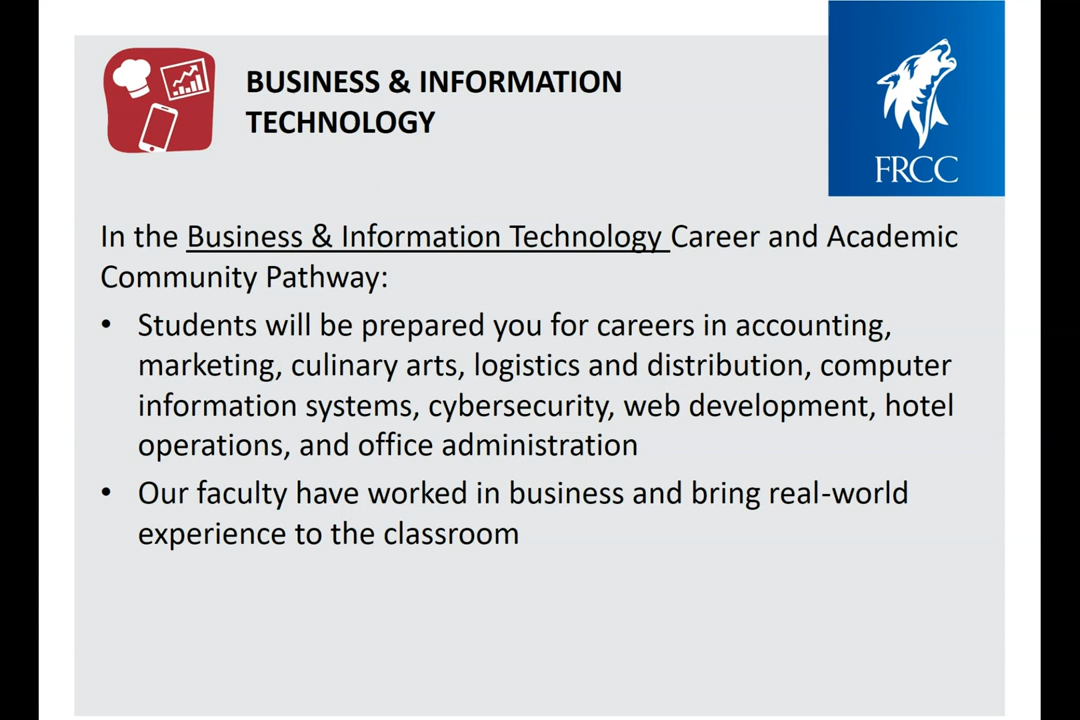 BUSINESS & INFORMATION
TECHNOLOGY
FRCC
In the Business & Information Technology Career and Academic
Community Pathway:
• Students will be prepared you for careers in accounting,
marketing, culinary arts, logistics and distribution, computer
information systems, cybersecurity, web development, hotel
operations, and office administration
• Our faculty have worked in business and bring real-world
experience to the classroom